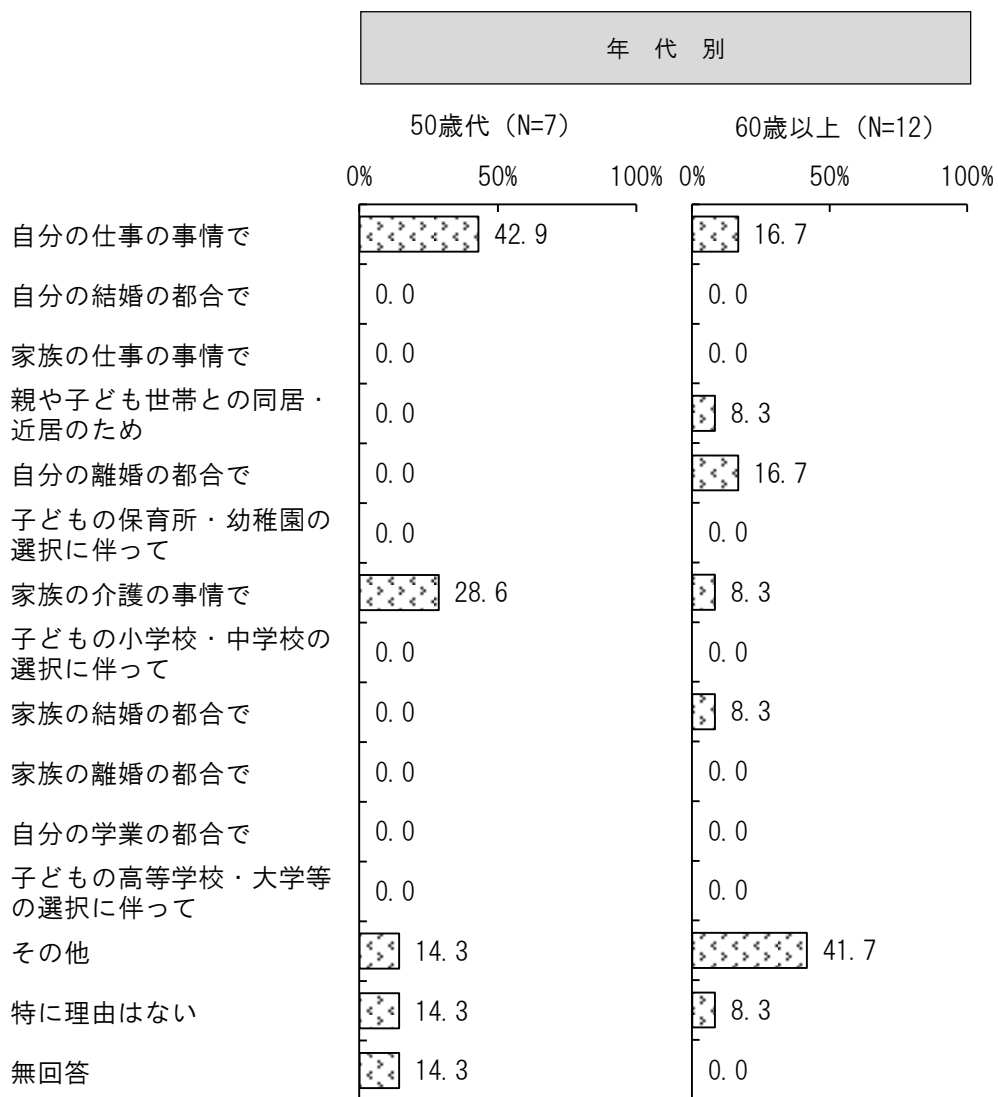 年 代 別
50歳代（N=7） 60歳以上（N=12）
0% 50% 100% 0% 50% 100%
自分の仕事の事情で 42.9 16.7
自分の結婚の都合で 0.0 0.0
家族の仕事の事情で 0.0 0.0
親や子ども世帯との同居・
近居のため 0.0 8.3
自分の離婚の都合で 0.0 16.7
子どもの保育所・幼稚園の
選択に伴って 0.0 0.0
家族の介護の事情で 28.6 8.3
子どもの小学校・中学校の
選択に伴って 0.0 0.0
家族の結婚の都合で 0.0 8.3
家族の離婚の都合で 0.0 0.0
自分の学業の都合で 0.0 0.0
子どもの高等学校・大学等
の選択に伴って 0.0 0.0
その他 14.3 41.7
特に理由はない 14.3 8.3
無回答 14.3 0.0